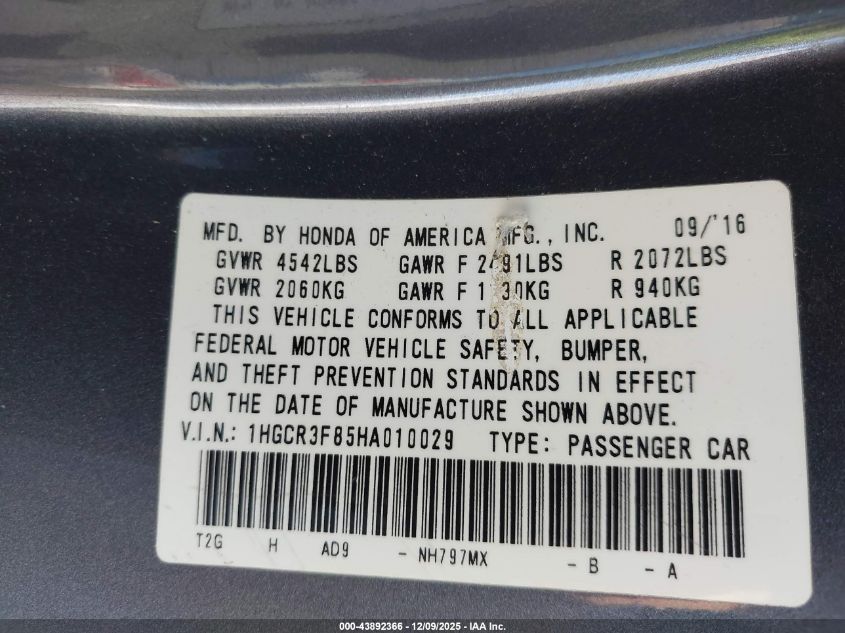 MFD. BY HONDA OF AMERICA MFG., INC. 09/'16
GVWR 4542LBS GAWR F 2491LBS R 2072LBS
GVWR 2060KG GAWR F 1130KG R 940KG
THIS VEHICLE CONFORMS TO ALL APPLICABLE
FEDERAL MOTOR VEHICLE SAFETY, BUMPER,
AND THEFT PREVENTION STANDARDS IN EFFECT
ON THE DATE OF MANUFACTURE SHOWN ABOVE.
V.I.N.: 1HGCR3F85HA010029 TYPE: PASSENGER CAR
T2G H AD9 - NH797MX - B - A
000-43892366 - 12/09/2025 - IAA Inc.